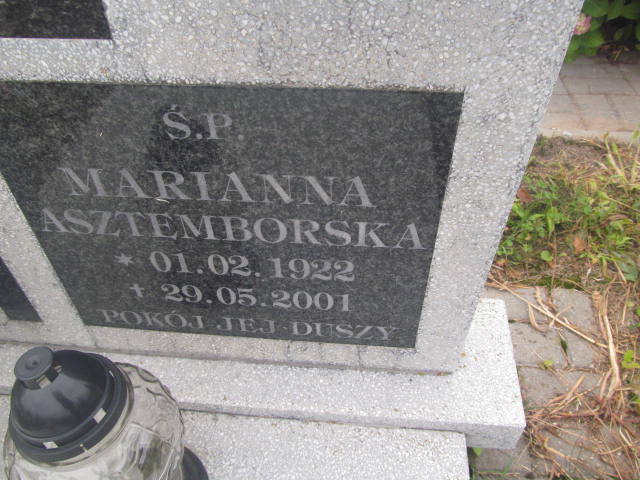 Ś.P.
MARIANNA
ASZTEMBORSKA
* 01.02.1922
✝ 29.05.2001
POKÓJ JEJ DUSZY